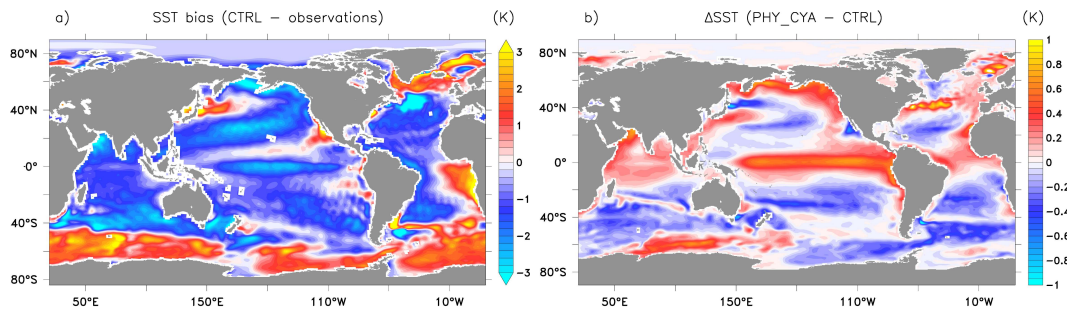 a) SST bias (CTRL – observations) (K)
80°N
40°N
·0°
40°S
80°S
50°E 150°E 110°W 10°W
3
2
1
0
−1
−2
−3
b) ΔSST (PHY_CYA – CTRL) (K)
80°N
40°N
0°
40°S
80°S
50°E 150°E 110°W 10°W
1
0.8
0.6
0.4
0.2
0
-0.2
-0.4
-0.6
-0.8
-1